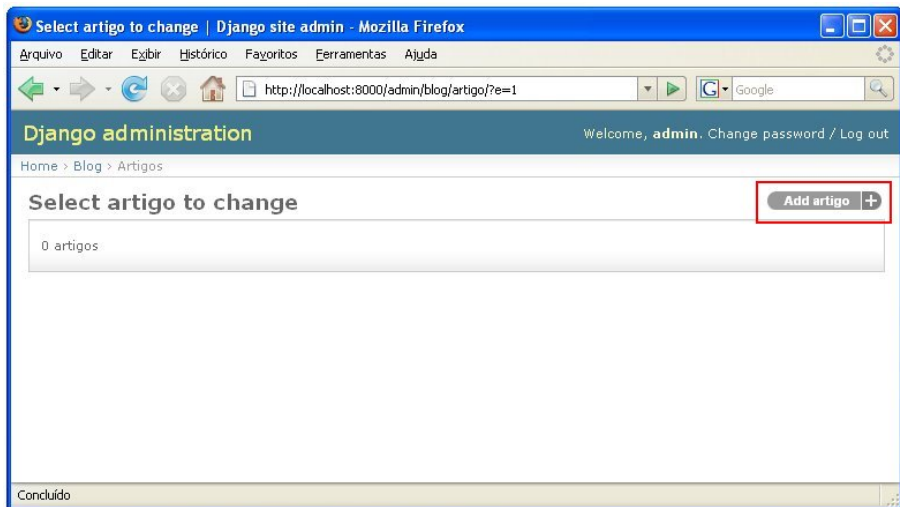 Select artigo to change | Django site admin - Mozilla Firefox
Arquivo Editar Exibir Histórico Favoritos Ferramentas Ajuda
http://localhost:8000/admin/blog/artigo/?e=1 G Google
Django administration Welcome, admin. Change password / Log out
Home › Blog › Artigos
Select artigo to change Add artigo +
0 artigos
Concluído